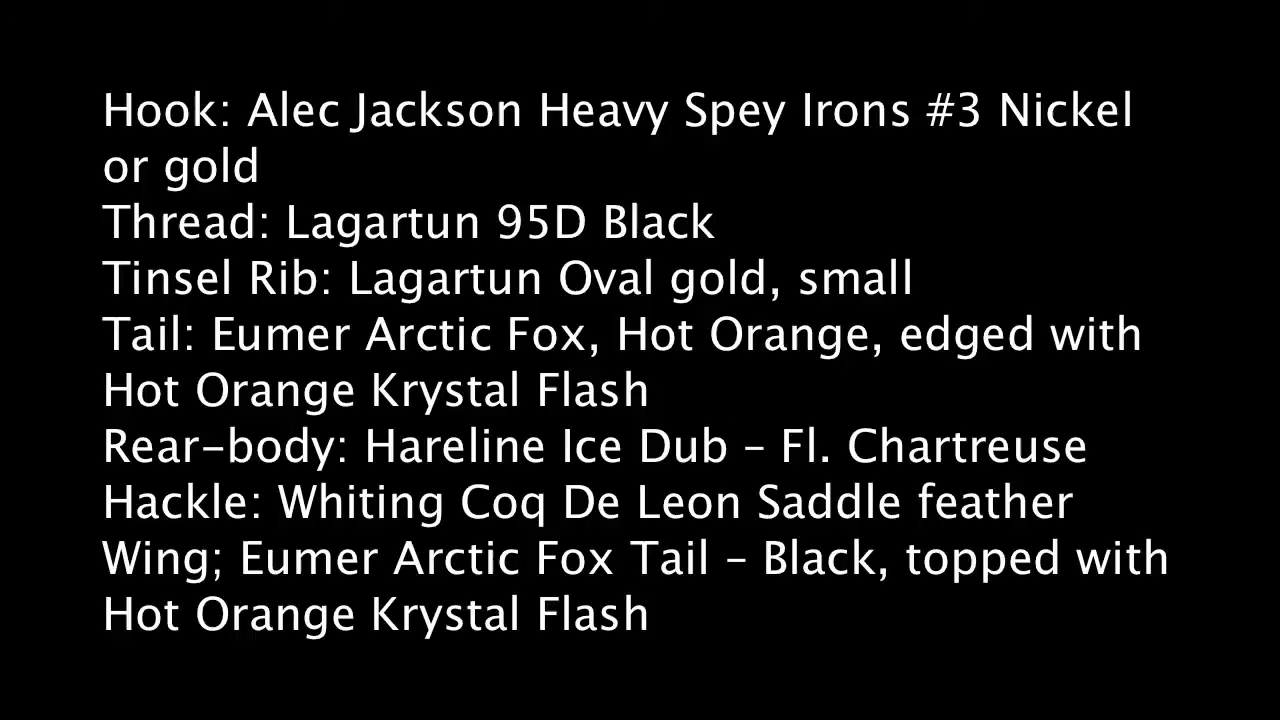 Hook: Alec Jackson Heavy Spey Irons #3 Nickel
or gold
Thread: Lagartun 95D Black
Tinsel Rib: Lagartun Oval gold, small
Tail: Eumer Arctic Fox, Hot Orange, edged with
Hot Orange Krystal Flash
Rear-body: Hareline Ice Dub – Fl. Chartreuse
Hackle: Whiting Coq De Leon Saddle feather
Wing; Eumer Arctic Fox Tail – Black, topped with
Hot Orange Krystal Flash